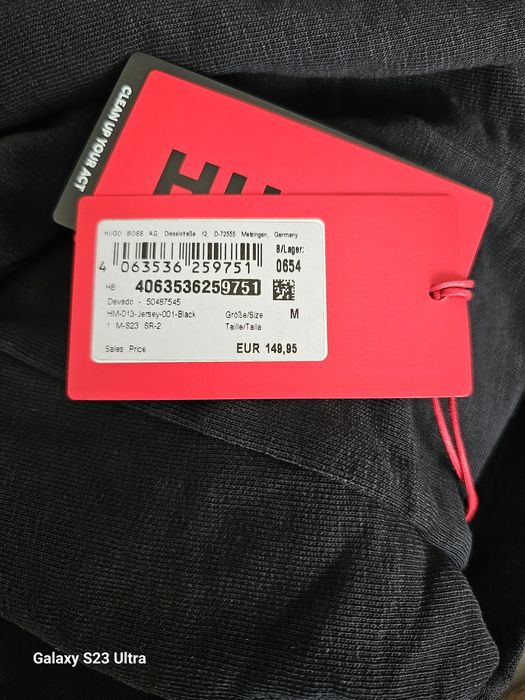 CLEAN UP YOUR ACT
HU
HUGO BOSS AG, Dieselstraße 12, D-72555 Metzingen, Germany
B/Lager:
4 063536 259751 0654
HB 4063536259751
Devado - 50487545
HM-013-Jersey-001-Black Größe/Size M
1 M-S23 SR-2 Taille/Talla
Sales Price EUR 149,95
Galaxy S23 Ultra